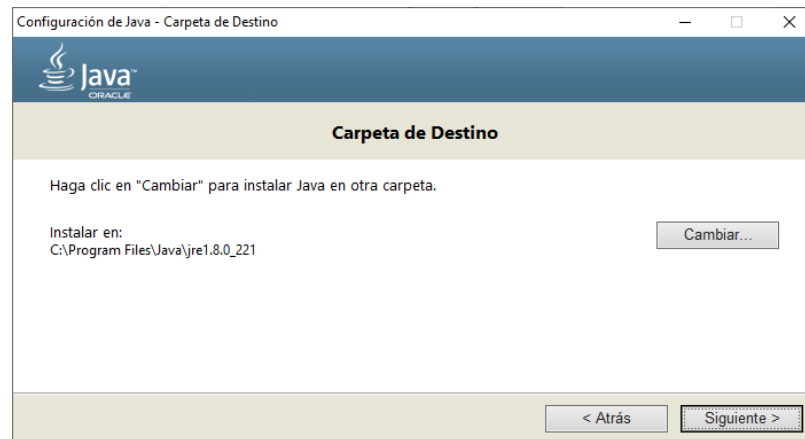 Configuración de Java - Carpeta de Destino
Java™
ORACLE
Carpeta de Destino
Haga clic en "Cambiar" para instalar Java en otra carpeta.
Instalar en:
Cambiar...
C:\Program Files\Java\jre1.8.0_221
< Atrás
Siguiente >